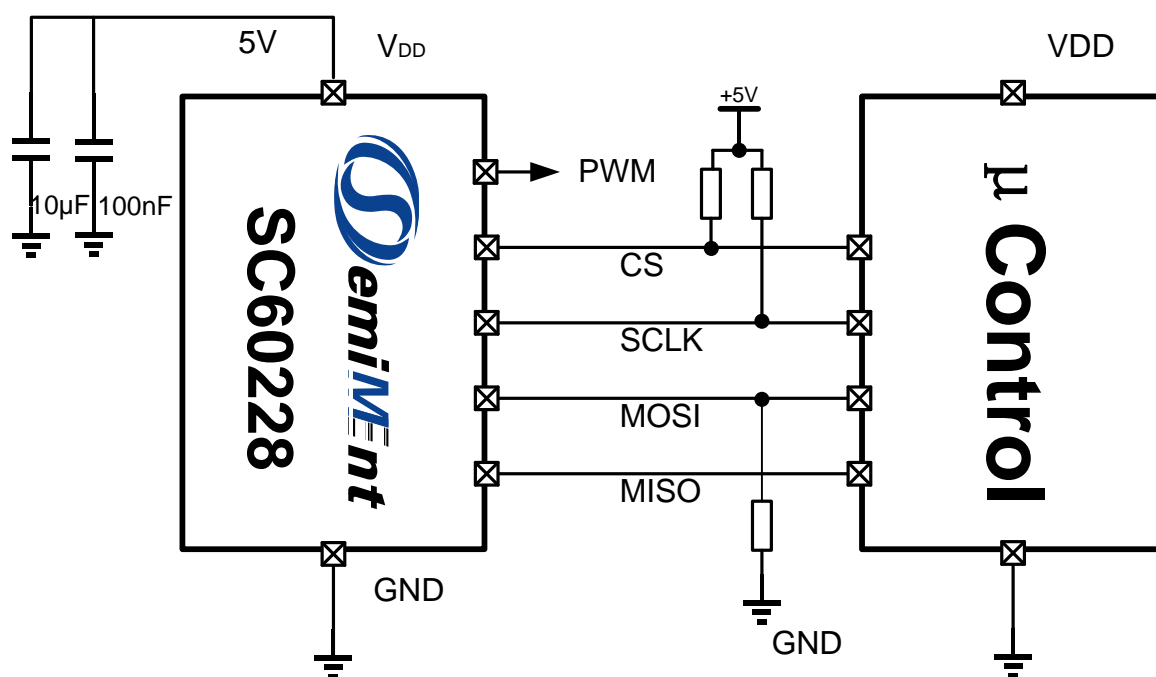 5V
VDD
VDD
+5V
PWM
10µF
100nF
SC60228
SemiMEnt
µ Control
CS
SCLK
MOSI
MISO
GND
GND